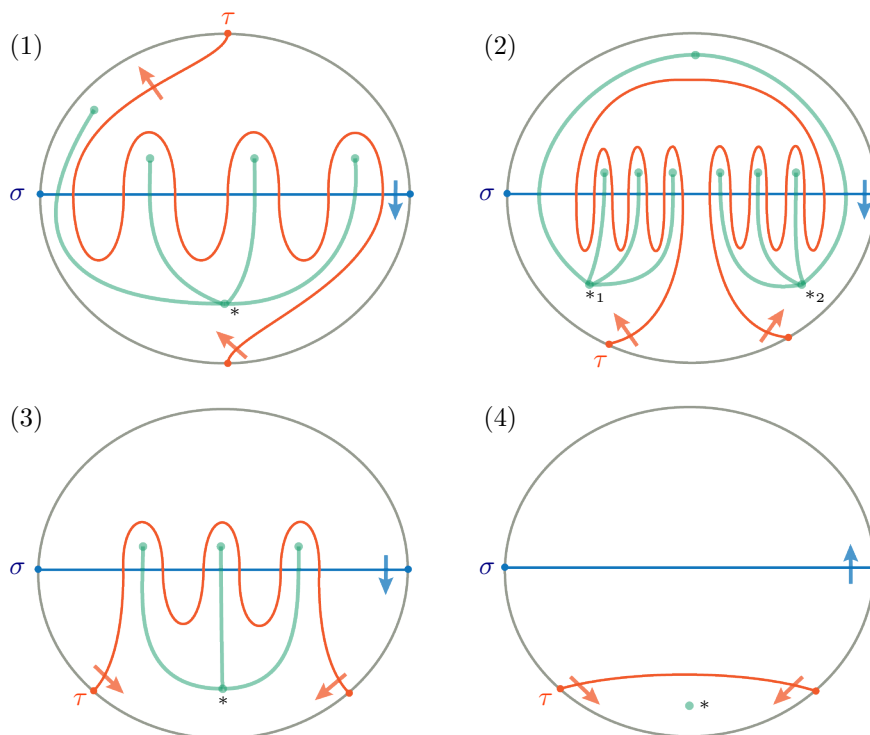 (1)
τ
σ
*
(2)
σ
*₁
*₂
τ
(3)
σ
τ
*
(4)
σ
τ
*